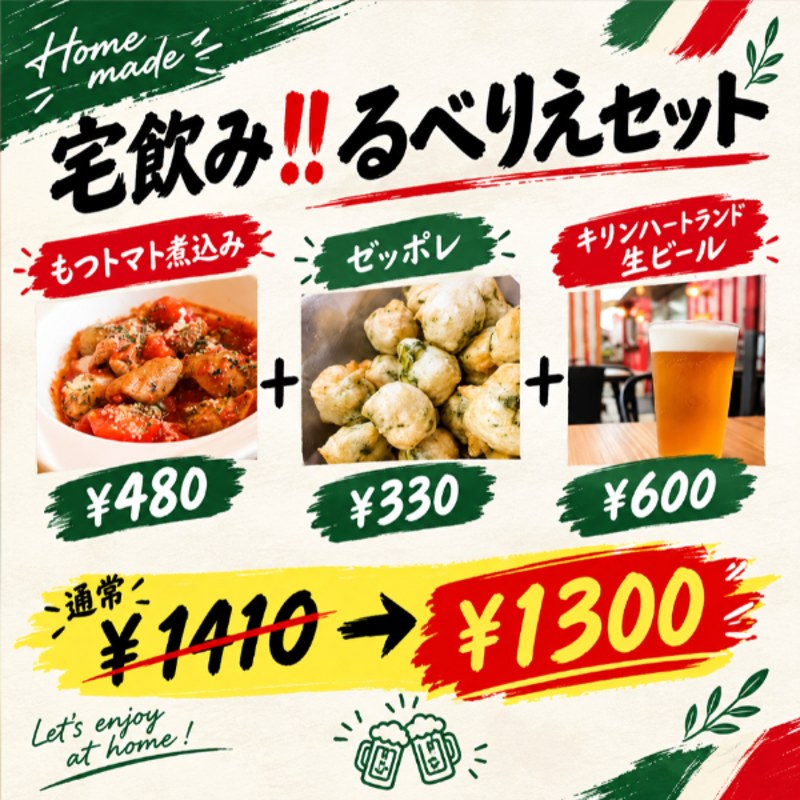 Home
made
宅飲み!!るべりえセット
もつトマト煮込み
ゼッポレ
キリンハートランド
生ビール
+
+
¥480
¥330
¥600
通常
¥1410
→
¥1300
Let's enjoy
at home!